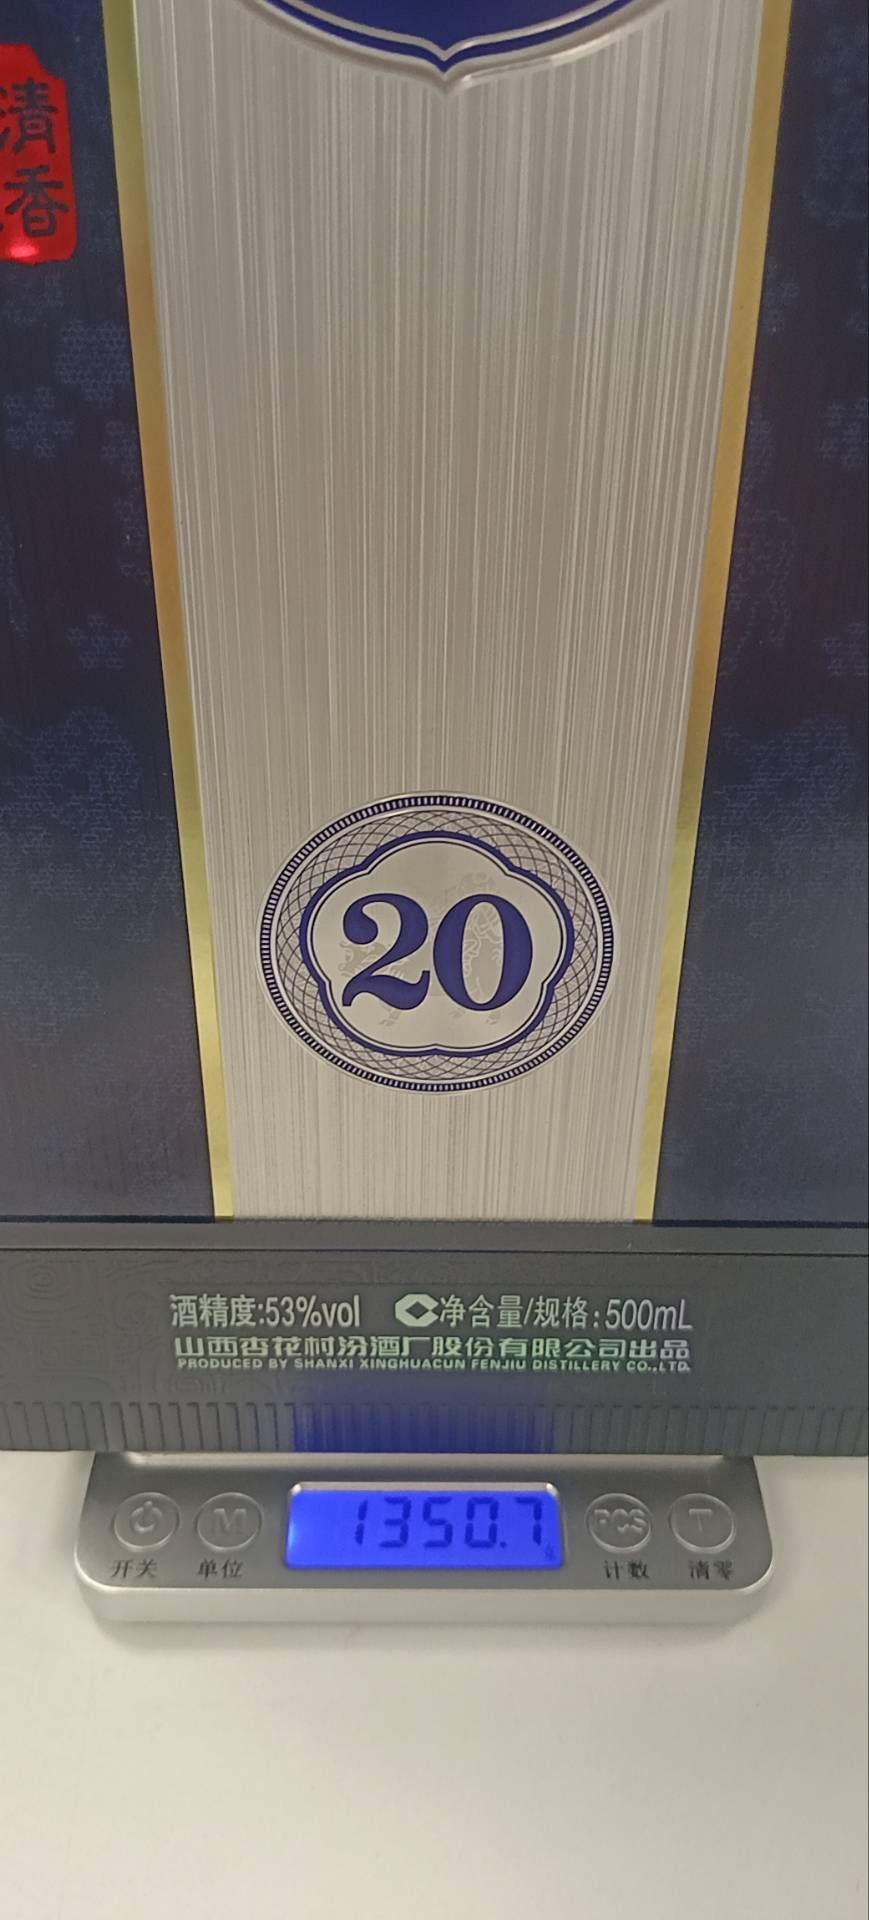 清
香
20
酒精度:53%vol 净含量/规格:500mL
山西杏花村汾酒厂股份有限公司出品
PRODUCED BY SHANXI XINGHUACUN FENJIU DISTILLERY CO.,LTD.
1350.7
M PCS T
开关 单位 计数 清零